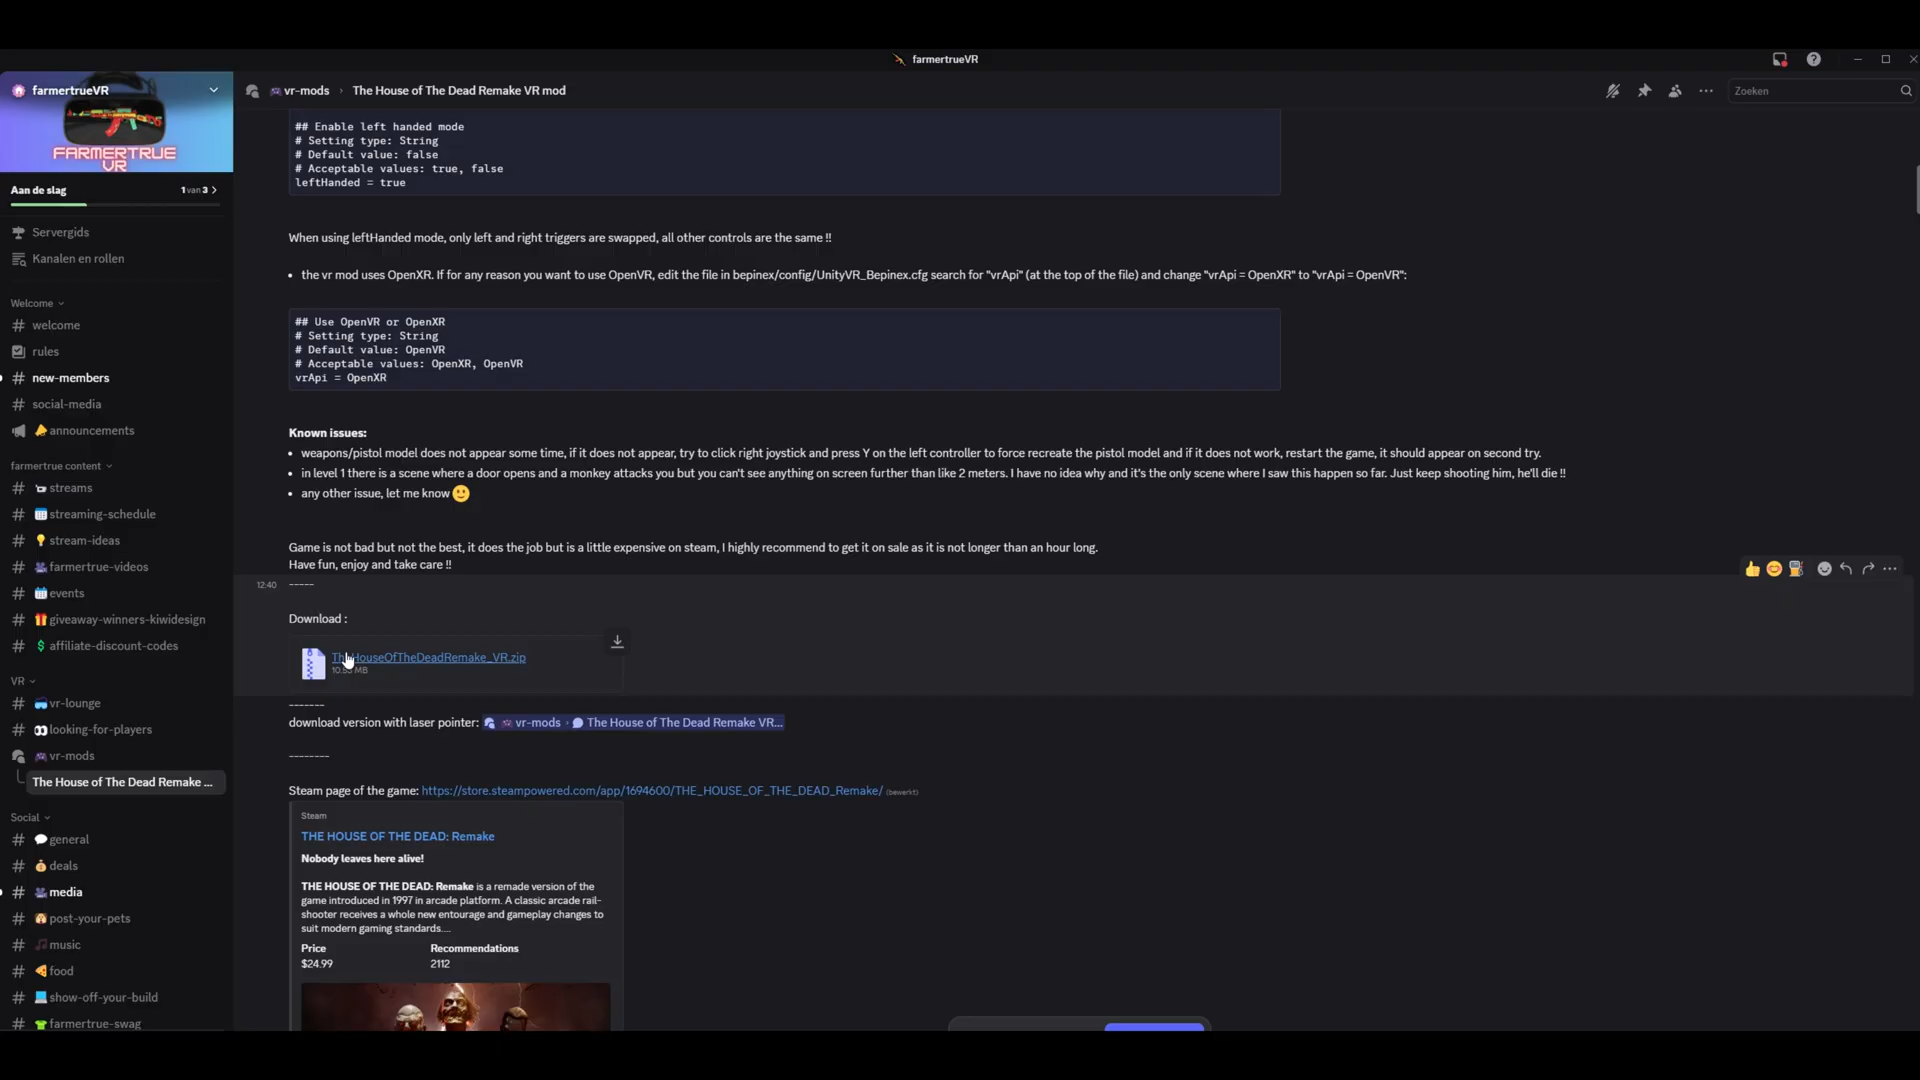 farmertrueVR
farmertrueVR
FARMERTRUE
VR
Aan de slag
1 van 3
Servergids
Kanalen en rollen
Welcome
welcome
rules
new-members
social-media
announcements
farmertrue content
streams
streaming-schedule
stream-ideas
farmertrue-videos
events
giveaway-winners-kiwidesign
affiliate-discount-codes
VR
vr-lounge
looking-for-players
vr-mods
The House of The Dead Remake ...
Social
general
deals
media
post-your-pets
music
food
show-off-your-build
farmertrue-swag
vr-mods › The House of The Dead Remake VR mod
Zoeken
## Enable left handed mode
# Setting type: String
# Default value: false
# Acceptable values: true, false
leftHanded = true
When using leftHanded mode, only left and right triggers are swapped, all other controls are the same !!
• the vr mod uses OpenXR. If for any reason you want to use OpenVR, edit the file in bepinex/config/UnityVR_Bepinex.cfg search for "vrApi" (at the top of the file) and change "vrApi = OpenXR" to "vrApi = OpenVR":
## Use OpenVR or OpenXR
# Setting type: String
# Default value: OpenVR
# Acceptable values: OpenXR, OpenVR
vrApi = OpenXR
Known issues:
• weapons/pistol model does not appear some time, if it does not appear, try to click right joystick and press Y on the left controller to force recreate the pistol model and if it does not work, restart the game, it should appear on second try.
• in level 1 there is a scene where a door opens and a monkey attacks you but you can't see anything on screen further than like 2 meters. I have no idea why and it's the only scene where I saw this happen so far. Just keep shooting him, he'll die !!
• any other issue, let me know 🙂
Game is not bad but not the best, it does the job but is a little expensive on steam, I highly recommend to get it on sale as it is not longer than an hour long.
Have fun, enjoy and take care !!
12:40
-----
Download :
TheHouseOfTheDeadRemake_VR.zip
MB
-------
download version with laser pointer: vr-mods › The House of The Dead Remake VR...
--------
Steam page of the game: https://store.steampowered.com/app/1694600/THE_HOUSE_OF_THE_DEAD_Remake/ (bewerkt)
Steam
THE HOUSE OF THE DEAD: Remake
Nobody leaves here alive!
THE HOUSE OF THE DEAD: Remake is a remade version of the
game introduced in 1997 in arcade platform. A classic arcade rail-
shooter receives a whole new entourage and gameplay changes to
suit modern gaming standards....
Price Recommendations
$24.99 2112